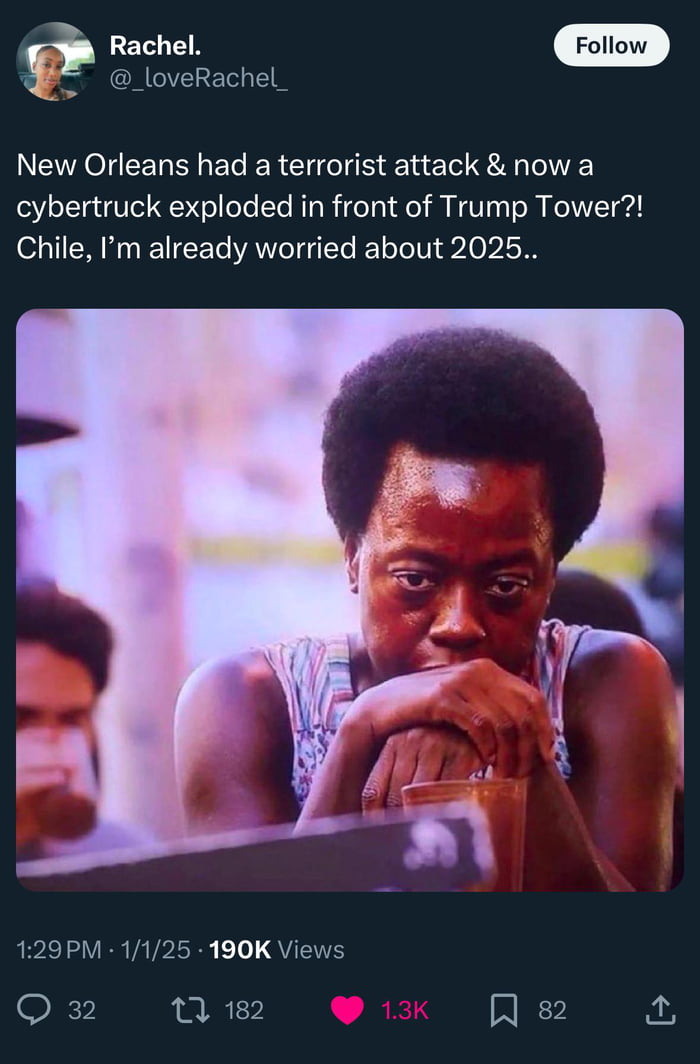 Rachel.
@_loveRachel_
Follow
New Orleans had a terrorist attack & now a
cybertruck exploded in front of Trump Tower?!
Chile, I’m already worried about 2025..
1:29 PM · 1/1/25 · 190K Views
32 182 1.3K 82